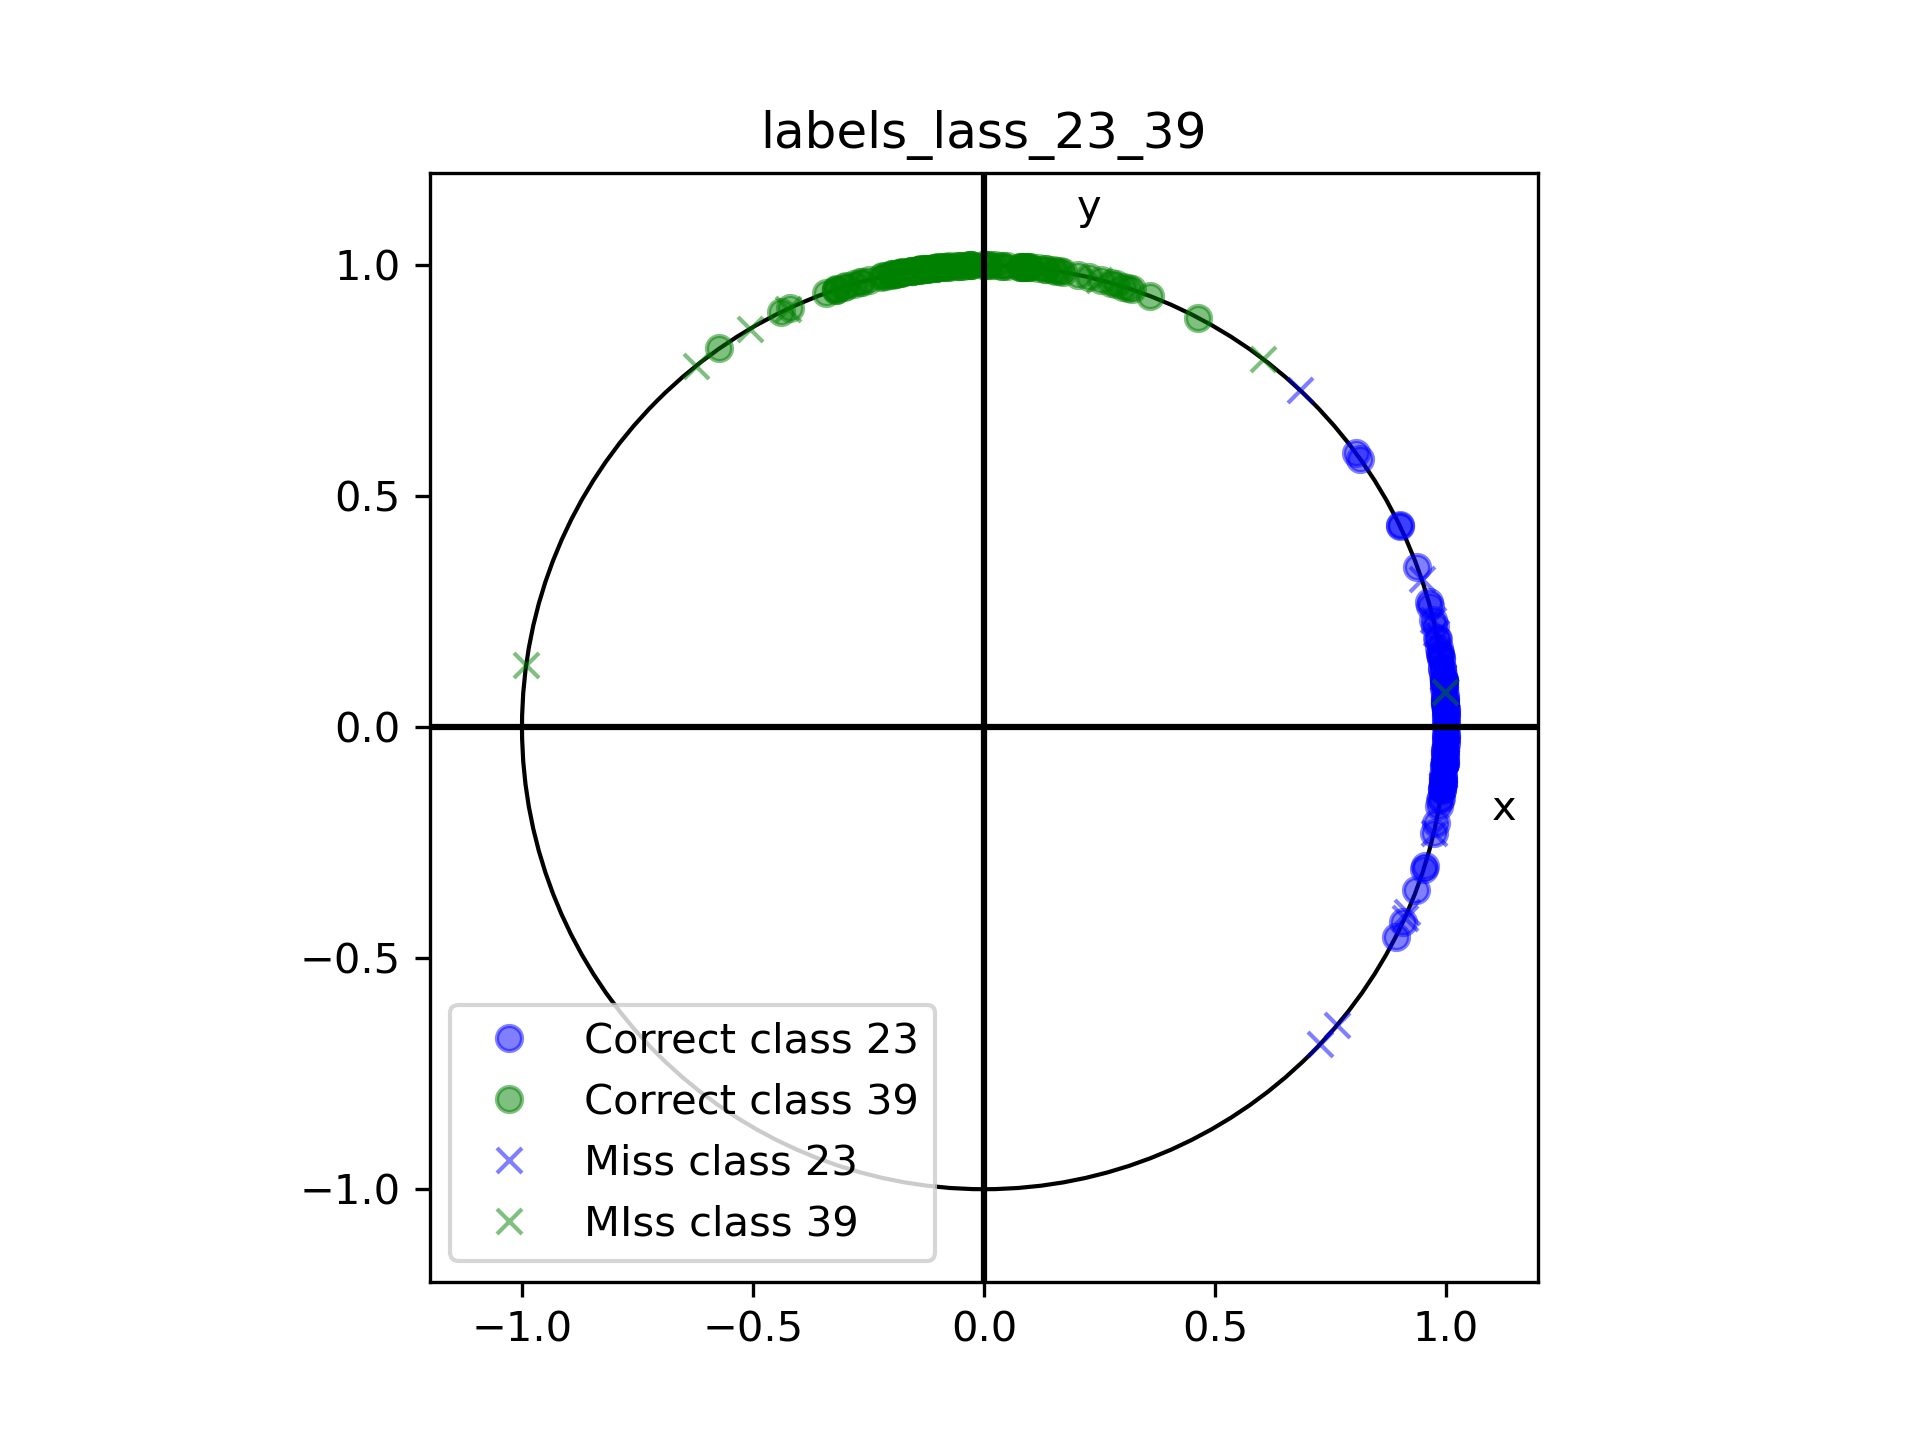 labels_lass_23_39
y
1.0
0.5
0.0
−0.5
−1.0
x
Correct class 23
Correct class 39
Miss class 23
MIss class 39
−1.0 −0.5 0.0 0.5 1.0